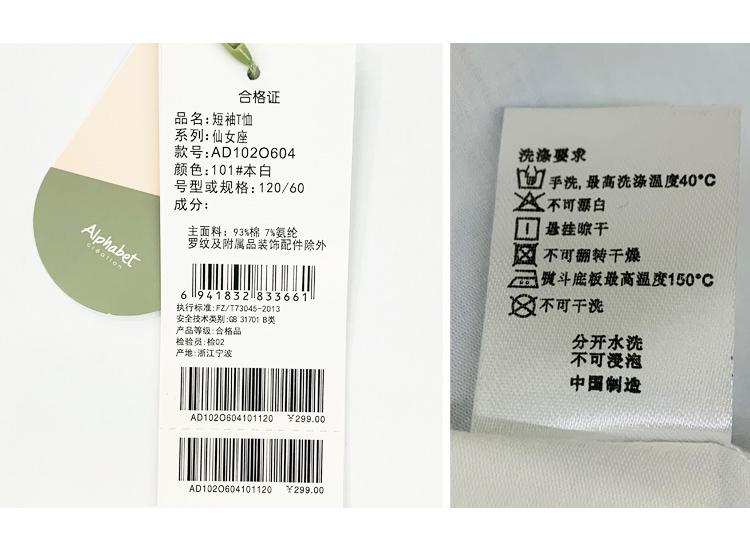 Alphabet
creation
合格证
品名:短袖T恤
系列:仙女座
款号:AD102O604
颜色:101#本白
号型或规格:120/60
成分:
主面料: 93%棉 7%氨纶
罗纹及附属品装饰配件除外
6 941832 833661
执行标准:FZ/T73045-2013
安全技术类别:GB 31701 B类
产品等级:合格品
检验员:检02
产地:浙江宁波
AD102O604101120 ￥299.00
AD102O604101120 ￥299.00
洗涤要求
手洗,最高洗涤温度40°C
不可漂白
悬挂晾干
不可翻转干燥
熨斗底板最高温度150°C
不可干洗
分开水洗
不可浸泡
中国制造